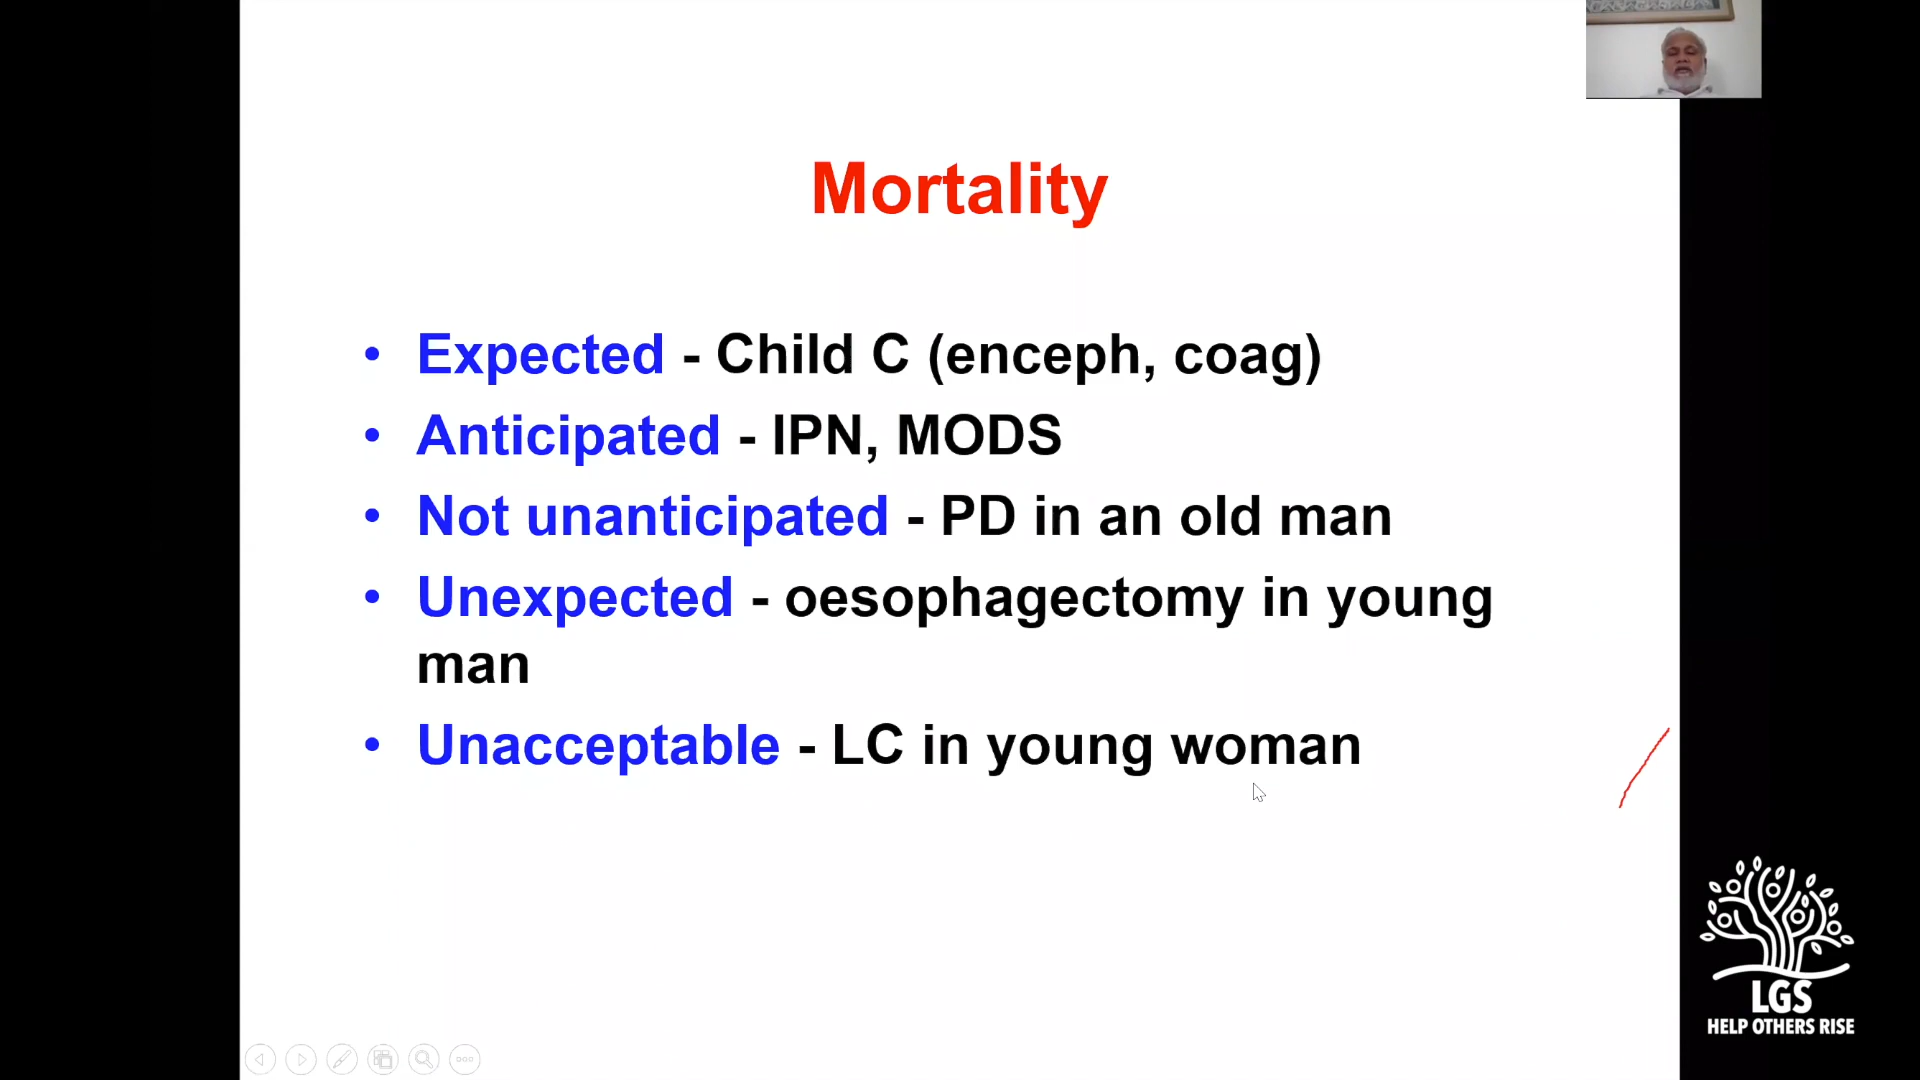 Mortality
• Expected - Child C (enceph, coag)
• Anticipated - IPN, MODS
• Not unanticipated - PD in an old man
• Unexpected - oesophagectomy in young
man
• Unacceptable - LC in young woman
LGS
HELP OTHERS RISE